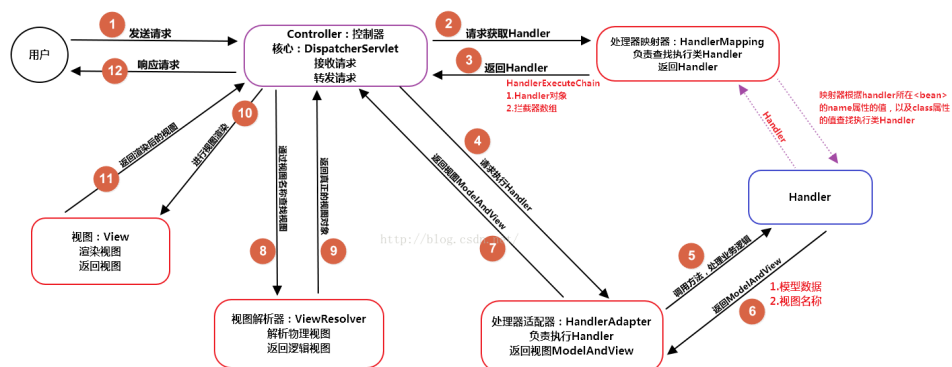 1
发送请求
用户
12
响应请求
Controller：控制器
核心：DispatcherServlet
接收请求
转发请求
2
请求获取Handler
3
返回Handler
HandlerExecuteChain
1.Handler对象
2.拦截器数组
处理器映射器：HandlerMapping
负责查找执行类Handler
返回Handler
映射器根据handler所在<bean>
的name属性的值，以及class属性
的值查找执行类Handler
Handler
Handler
4
请求执行Handler
5
调用方法，处理业务逻辑
6
返回ModelAndView
1.模型数据
2.视图名称
处理器适配器：HandlerAdapter
负责执行Handler
返回视图ModelAndView
7
返回视图ModelAndView
8
通过视图名称查找视图
9
返回真正的视图对象
视图解析器：ViewResolver
解析物理视图
返回逻辑视图
10
进行视图渲染
11
返回渲染后的视图
视图：View
渲染视图
返回视图
http://blog.csdn.net/